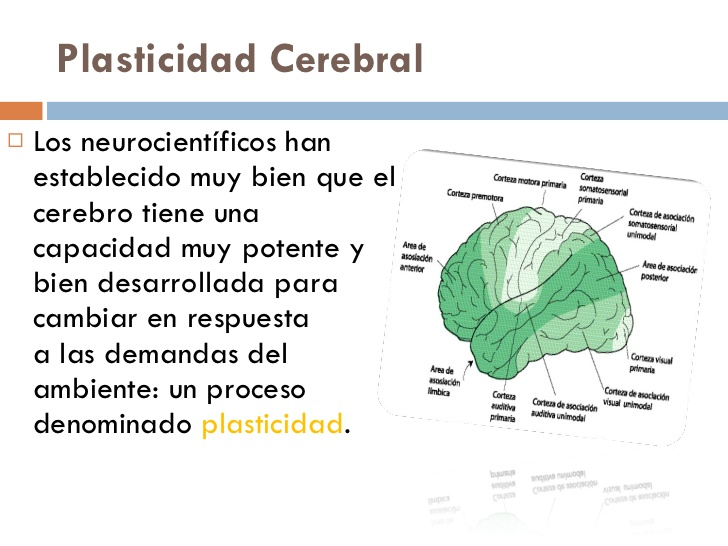 Plasticidad Cerebral
Los neurocientíficos han
establecido muy bien que el
cerebro tiene una
capacidad muy potente y
bien desarrollada para
cambiar en respuesta
a las demandas del
ambiente: un proceso
denominado plasticidad.
Corteza motora primaria
Corteza
somatosensorial
primaria
Corteza premotora
Corteza de asociación
somatosensorial
unimodal
Area de
asosiación
anterior
Area de asociación
posterior
Corteza visual
primaria
Area de
asosiación
límbica
Corteza
auditiva
primaria
Corteza de asociación
auditiva unimodal
Corteza de asociación
visual unimodal